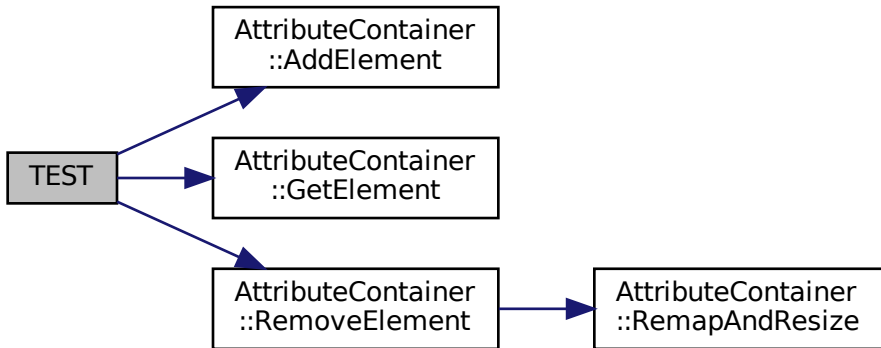 AttributeContainer
::AddElement
TEST
AttributeContainer
::GetElement
AttributeContainer
::RemoveElement
AttributeContainer
::RemapAndResize